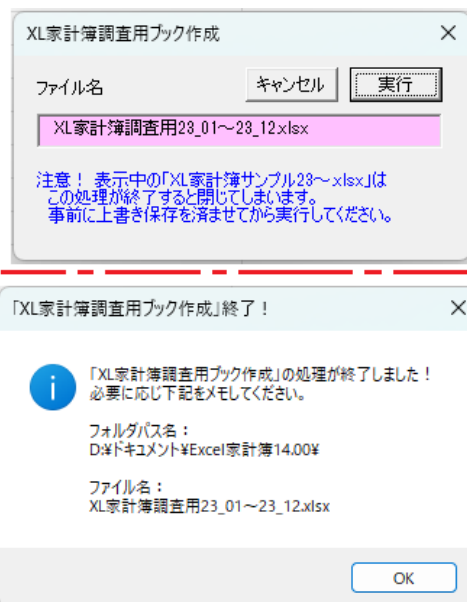 XL家計簿調査用ブック作成
ファイル名
キャンセル
実行
XL家計簿調査用23_01～23_12.xlsx
注意！ 表示中の「XL家計簿サンプル23～.xlsx」は
この処理が終了すると閉じてしまいます。
事前に上書き保存を済ませてから実行してください。
「XL家計簿調査用ブック作成」終了！
「XL家計簿調査用ブック作成」の処理が終了しました！
必要に応じ下記をメモしてください。
フォルダパス名：
D:¥ドキュメント¥Excel家計簿14.00¥
ファイル名：
XL家計簿調査用23_01～23_12.xlsx
OK